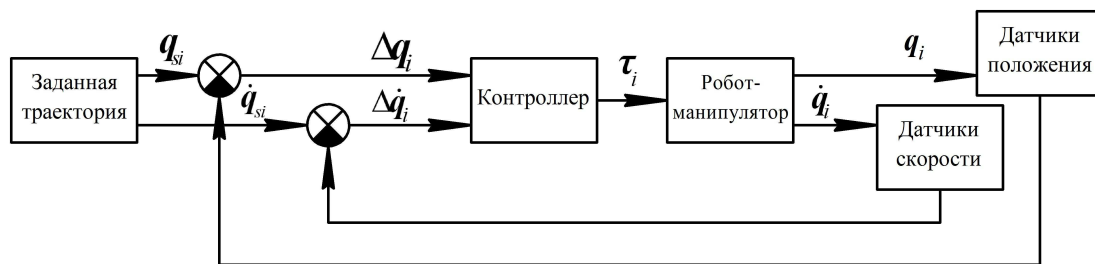 Заданная
траектория
q_si
q̇_si
Δq_i
Δq̇_i
Контроллер
τ_i
Робот-
манипулятор
q_i
q̇_i
Датчики
положения
Датчики
скорости